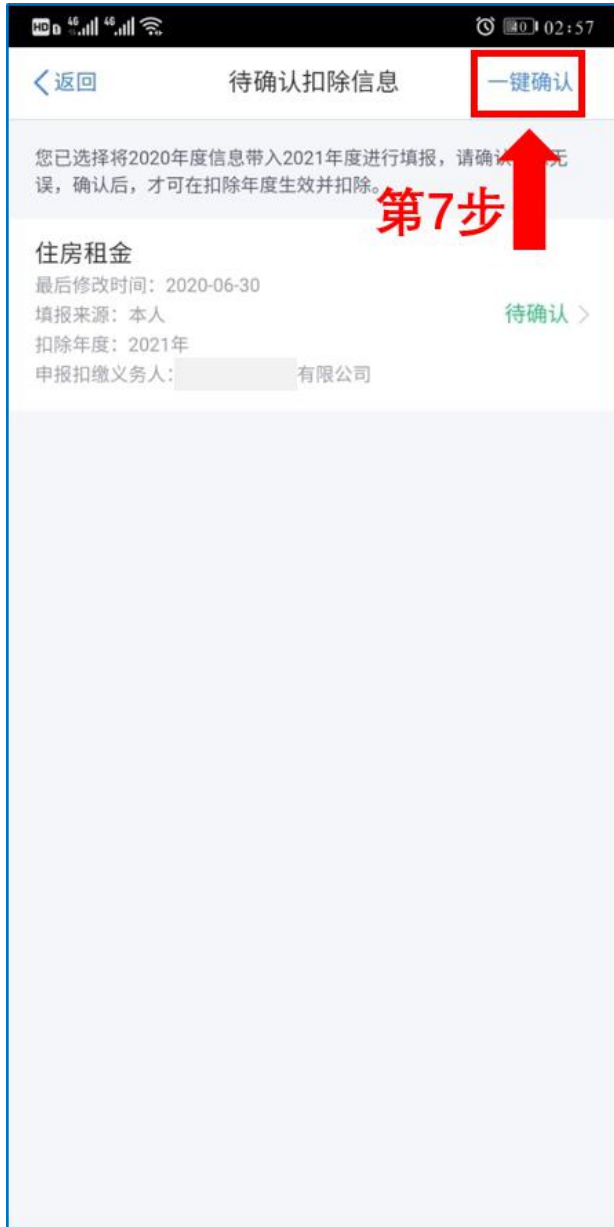 HD 46 46 02:57
返回 待确认扣除信息 一键确认
您已选择将2020年度信息带入2021年度进行填报，请确认 无
误，确认后，才可在扣除年度生效并扣除。
第7步
住房租金
最后修改时间：2020-06-30
填报来源：本人
待确认
扣除年度：2021年
申报扣缴义务人： 有限公司